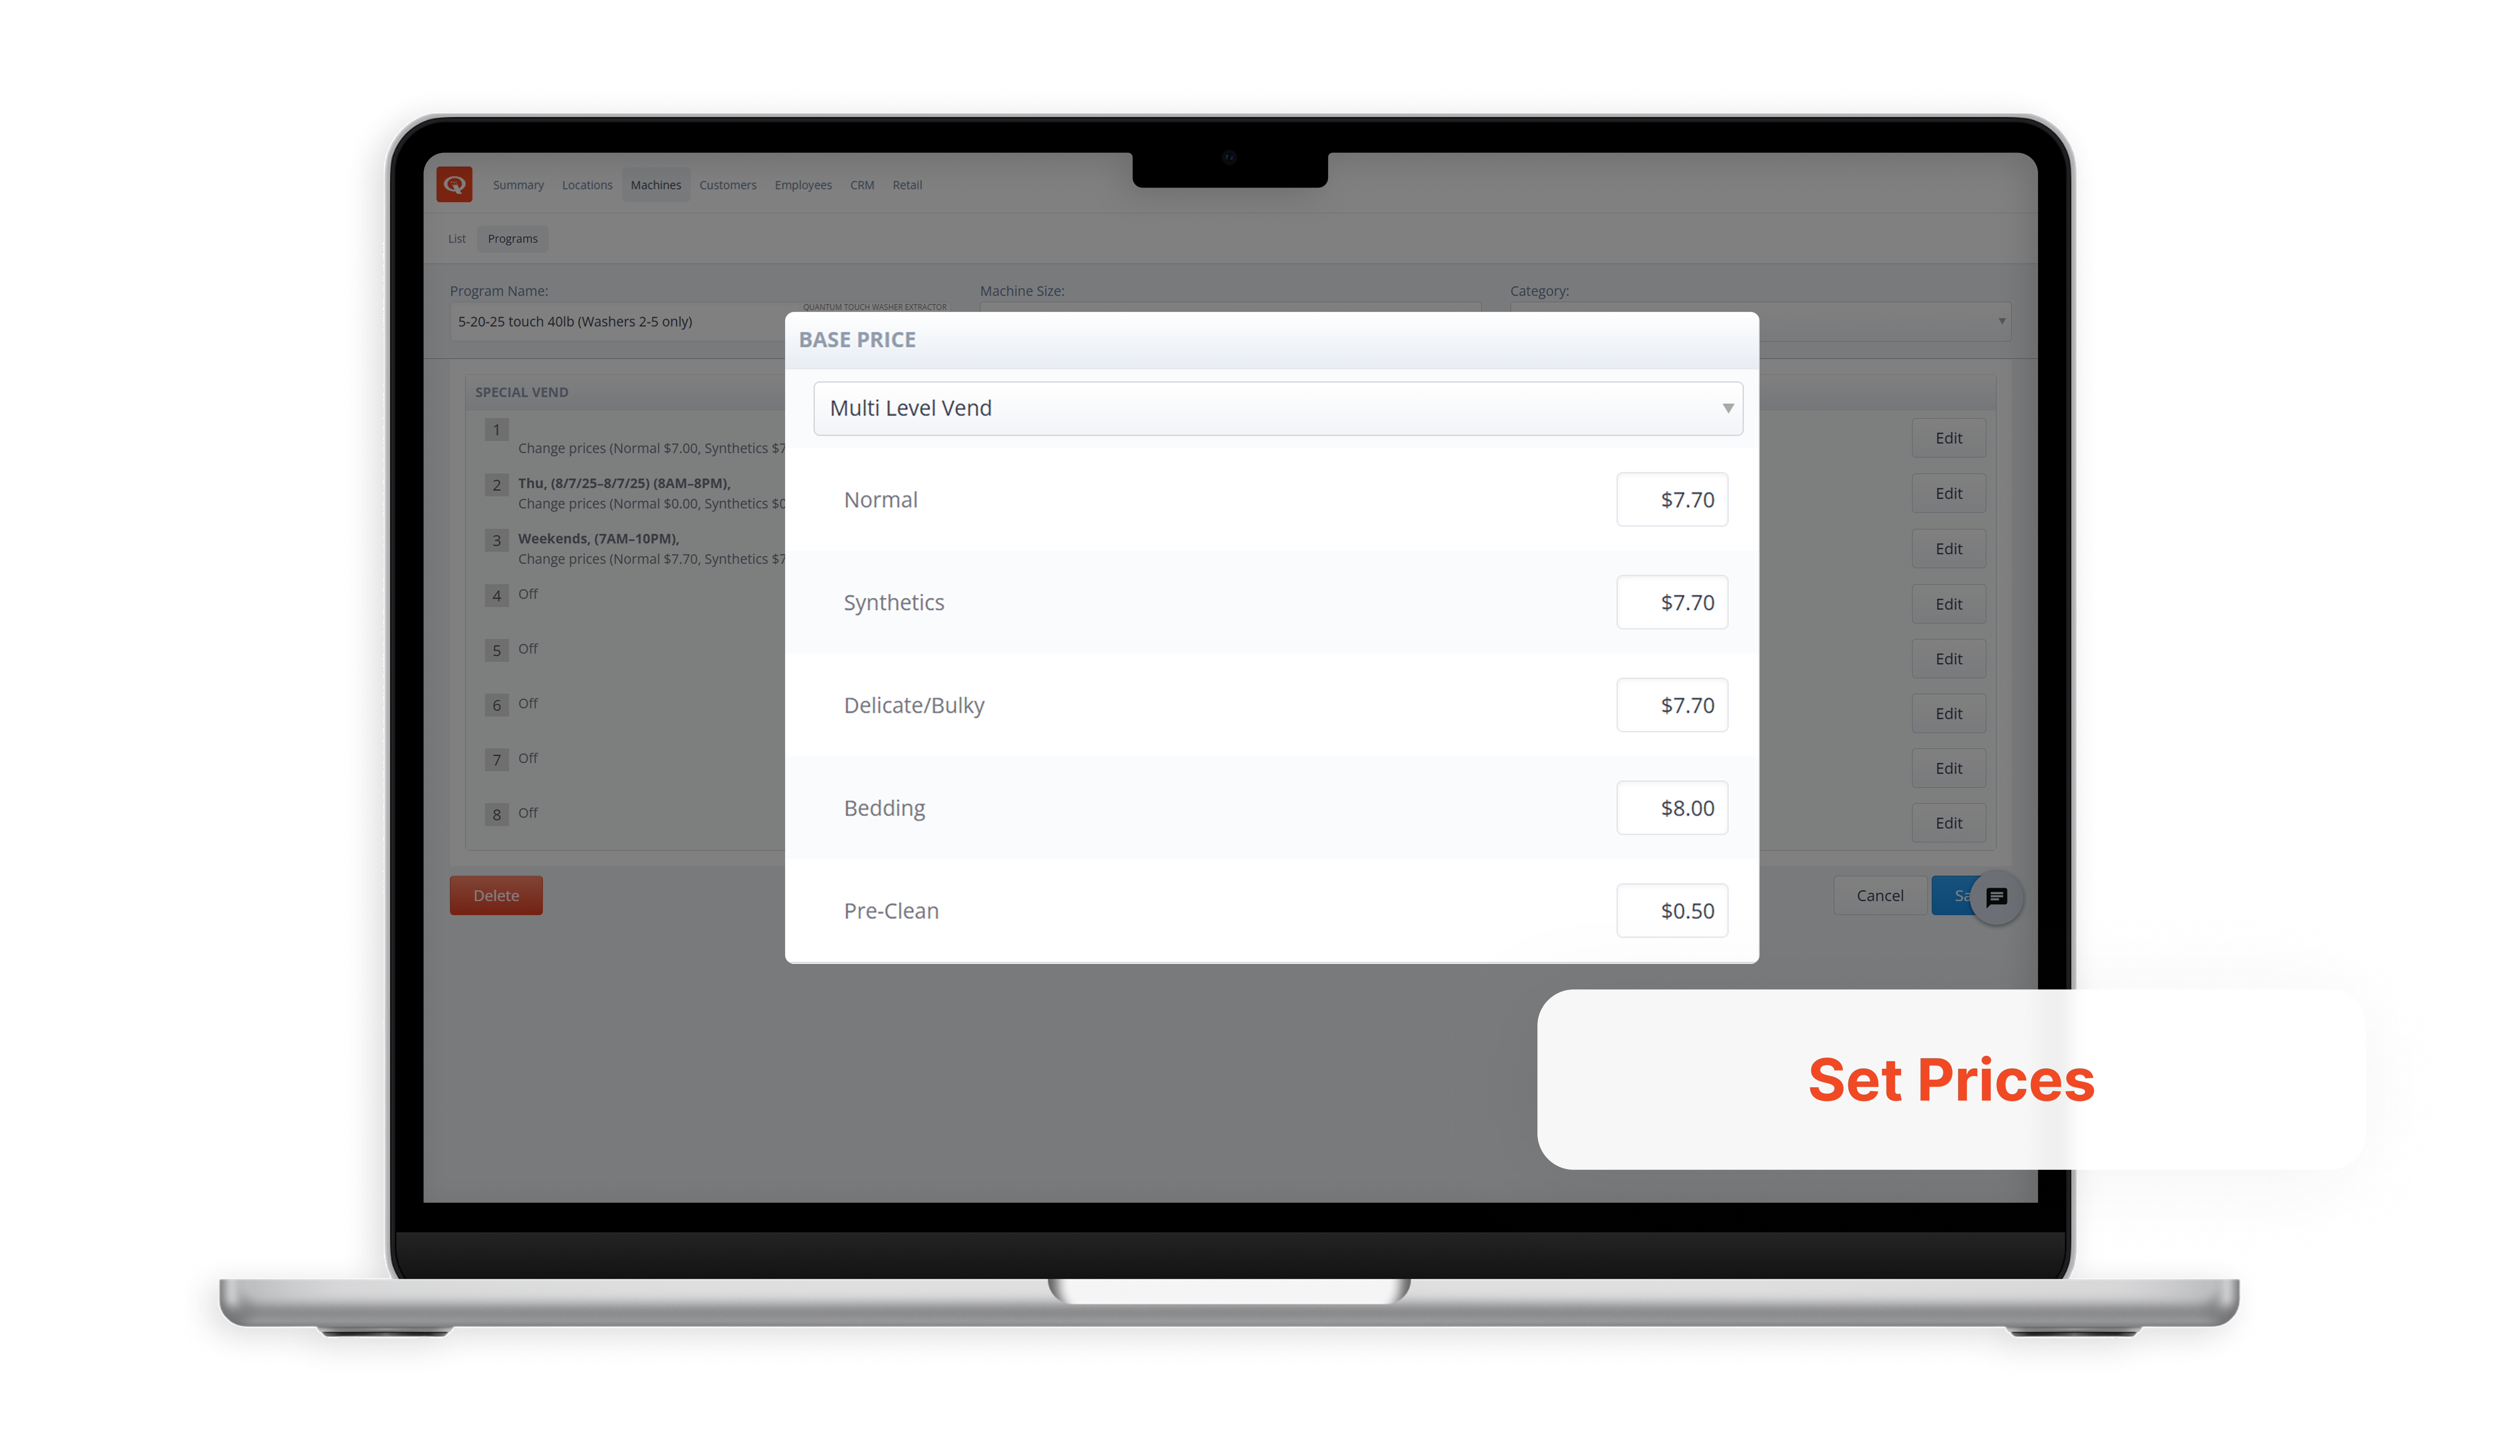 Summary Locations Machines Customers Employees CRM Retail
List Programs
Program Name: Machine Size: Category:
QUANTUM TOUCH WASHER EXTRACTOR
5-20-25 touch 40lb (Washers 2-5 only)
BASE PRICE
Multi Level Vend
Normal $7.70
Synthetics $7.70
Delicate/Bulky $7.70
Bedding $8.00
Pre-Clean $0.50
SPECIAL VEND
1
Change prices (Normal $7.00, Synthetics $7
Edit
2 Thu, (8/7/25–8/7/25) (8AM–8PM),
Change prices (Normal $0.00, Synthetics $0
Edit
3 Weekends, (7AM–10PM),
Change prices (Normal $7.70, Synthetics $7
Edit
4 Off Edit
5 Off Edit
6 Off Edit
7 Off Edit
8 Off Edit
Delete Cancel Sa
Set Prices